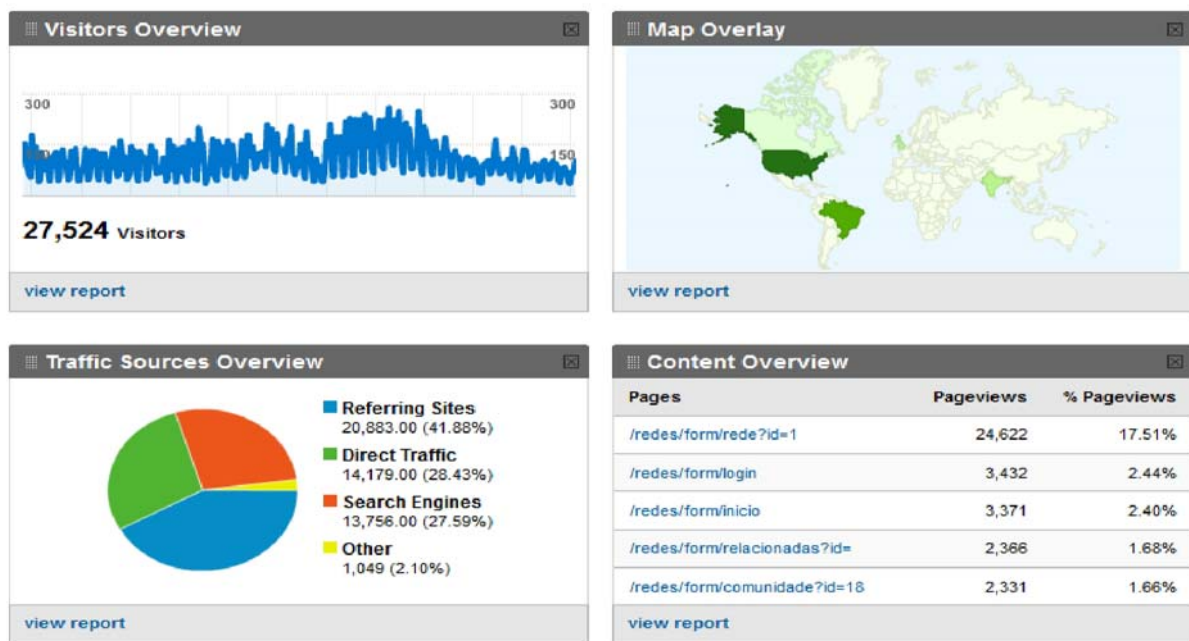 Visitors Overview
300
300
150
150
27,524 Visitors
view report
Map Overlay
view report
Traffic Sources Overview
Referring Sites
20,883.00 (41.88%)
Direct Traffic
14,179.00 (28.43%)
Search Engines
13,756.00 (27.59%)
Other
1,049 (2.10%)
view report
Content Overview
Pages Pageviews % Pageviews
/redes/form/rede?id=1 24,622 17.51%
/redes/form/login 3,432 2.44%
/redes/form/inicio 3,371 2.40%
/redes/form/relacionadas?id= 2,366 1.68%
/redes/form/comunidade?id=18 2,331 1.66%
view report